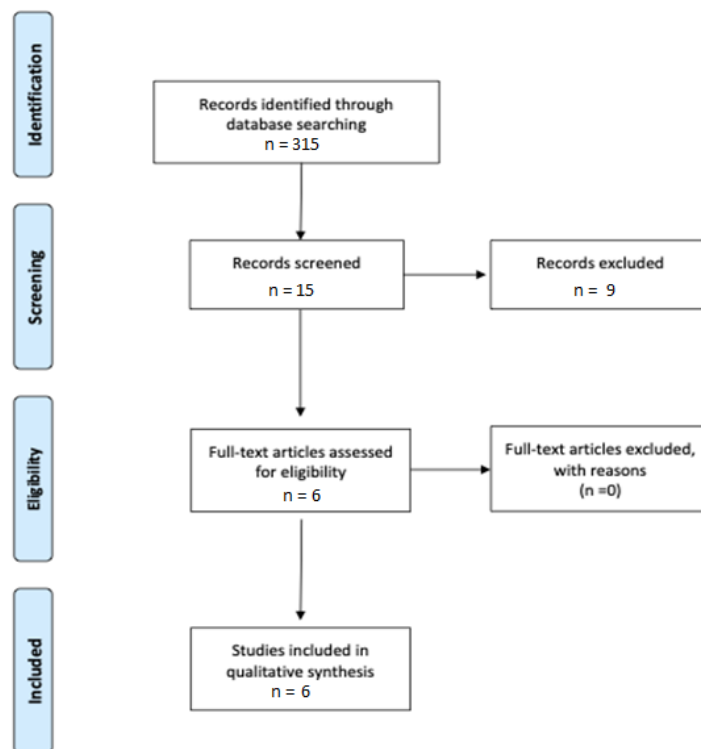 Identification
Records identified through
database searching
n = 315
Screening
Records screened
n = 15
Records excluded
n = 9
Eligibility
Full-text articles assessed
for eligibility
n = 6
Full-text articles excluded,
with reasons
(n =0)
Included
Studies included in
qualitative synthesis
n = 6